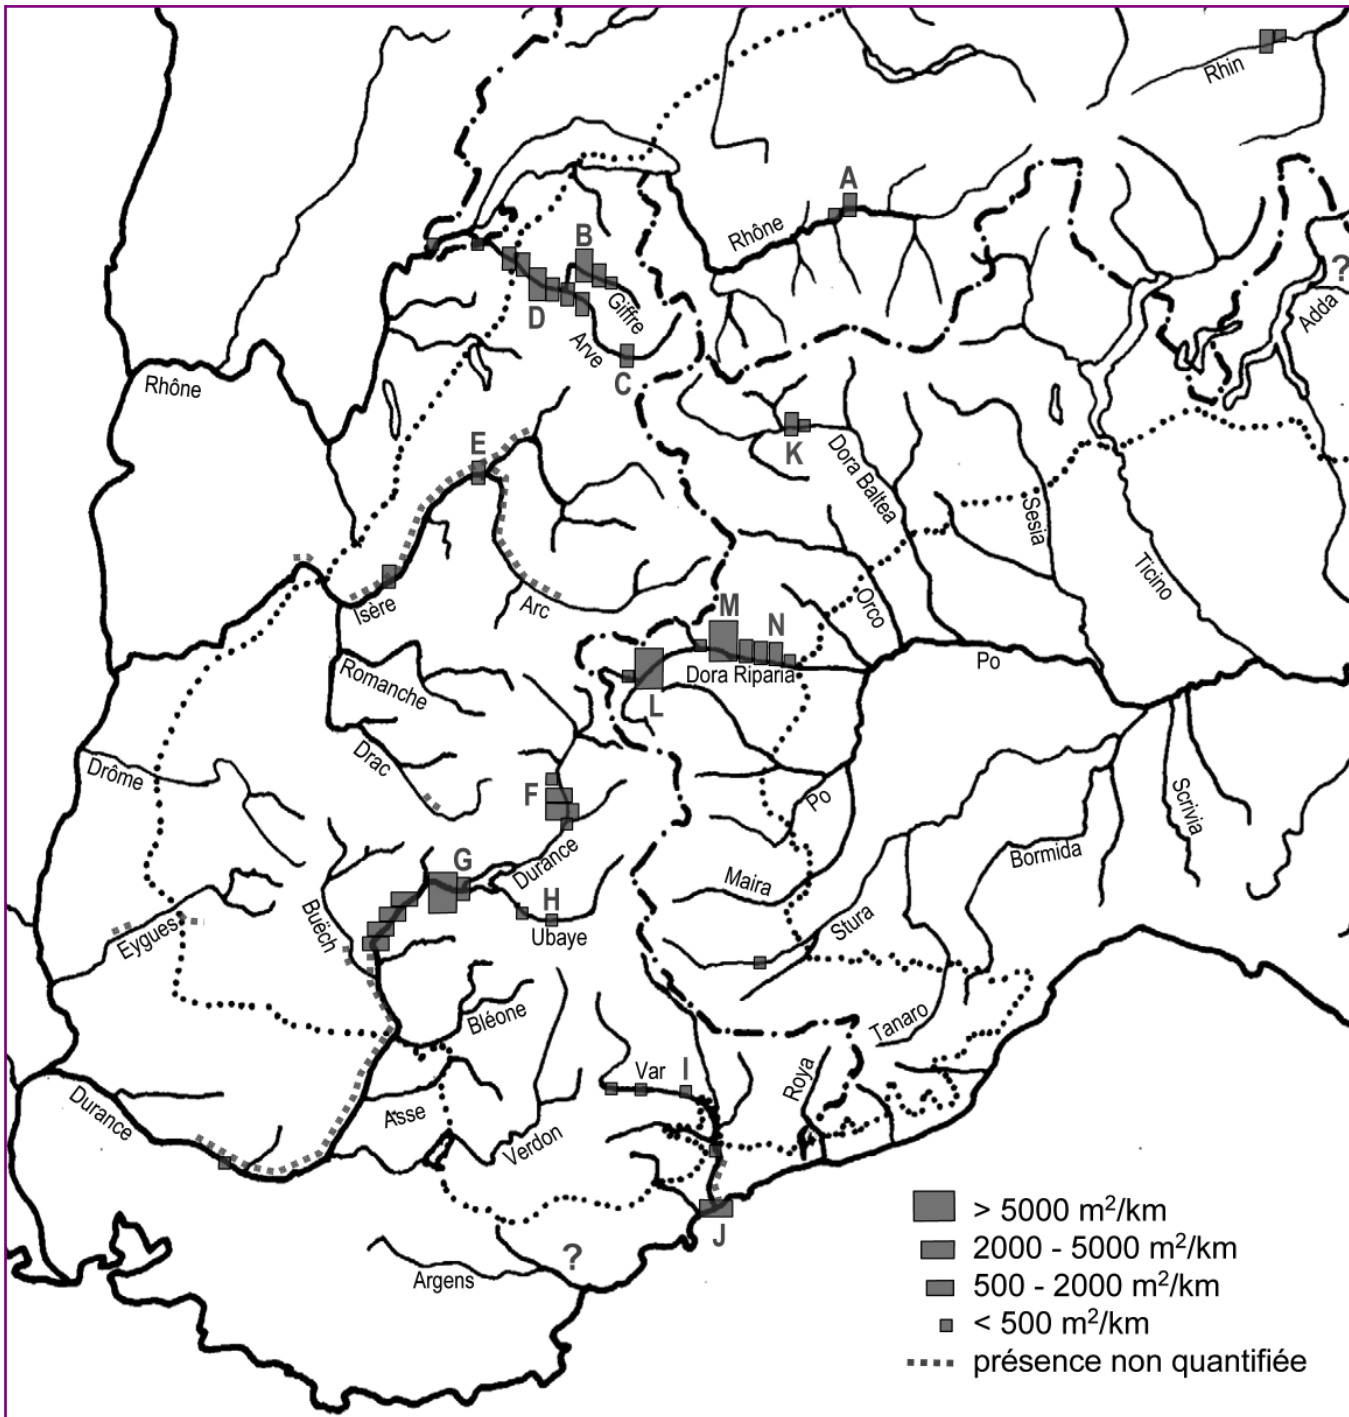 Rhin
A
Rhône
B
?
Giffre
D
Adda
Arve
C
Rhône
E
K
Dora Baltea
Sesia
Ticino
M
N
Isère
Arc
Orco
Po
Romanche
Dora Riparia
L
Drac
Drôme
F
Po
Scrivia
Durance
Bormida
G
Maira
H
Buëch
Eygues
Ubaye
Stura
Bléone
Tanaro
Var
I
Roya
Durance
Asse
Verdon
J
?
Argens
> 5000 m²/km
2000 - 5000 m²/km
500 - 2000 m²/km
< 500 m²/km
présence non quantifiée